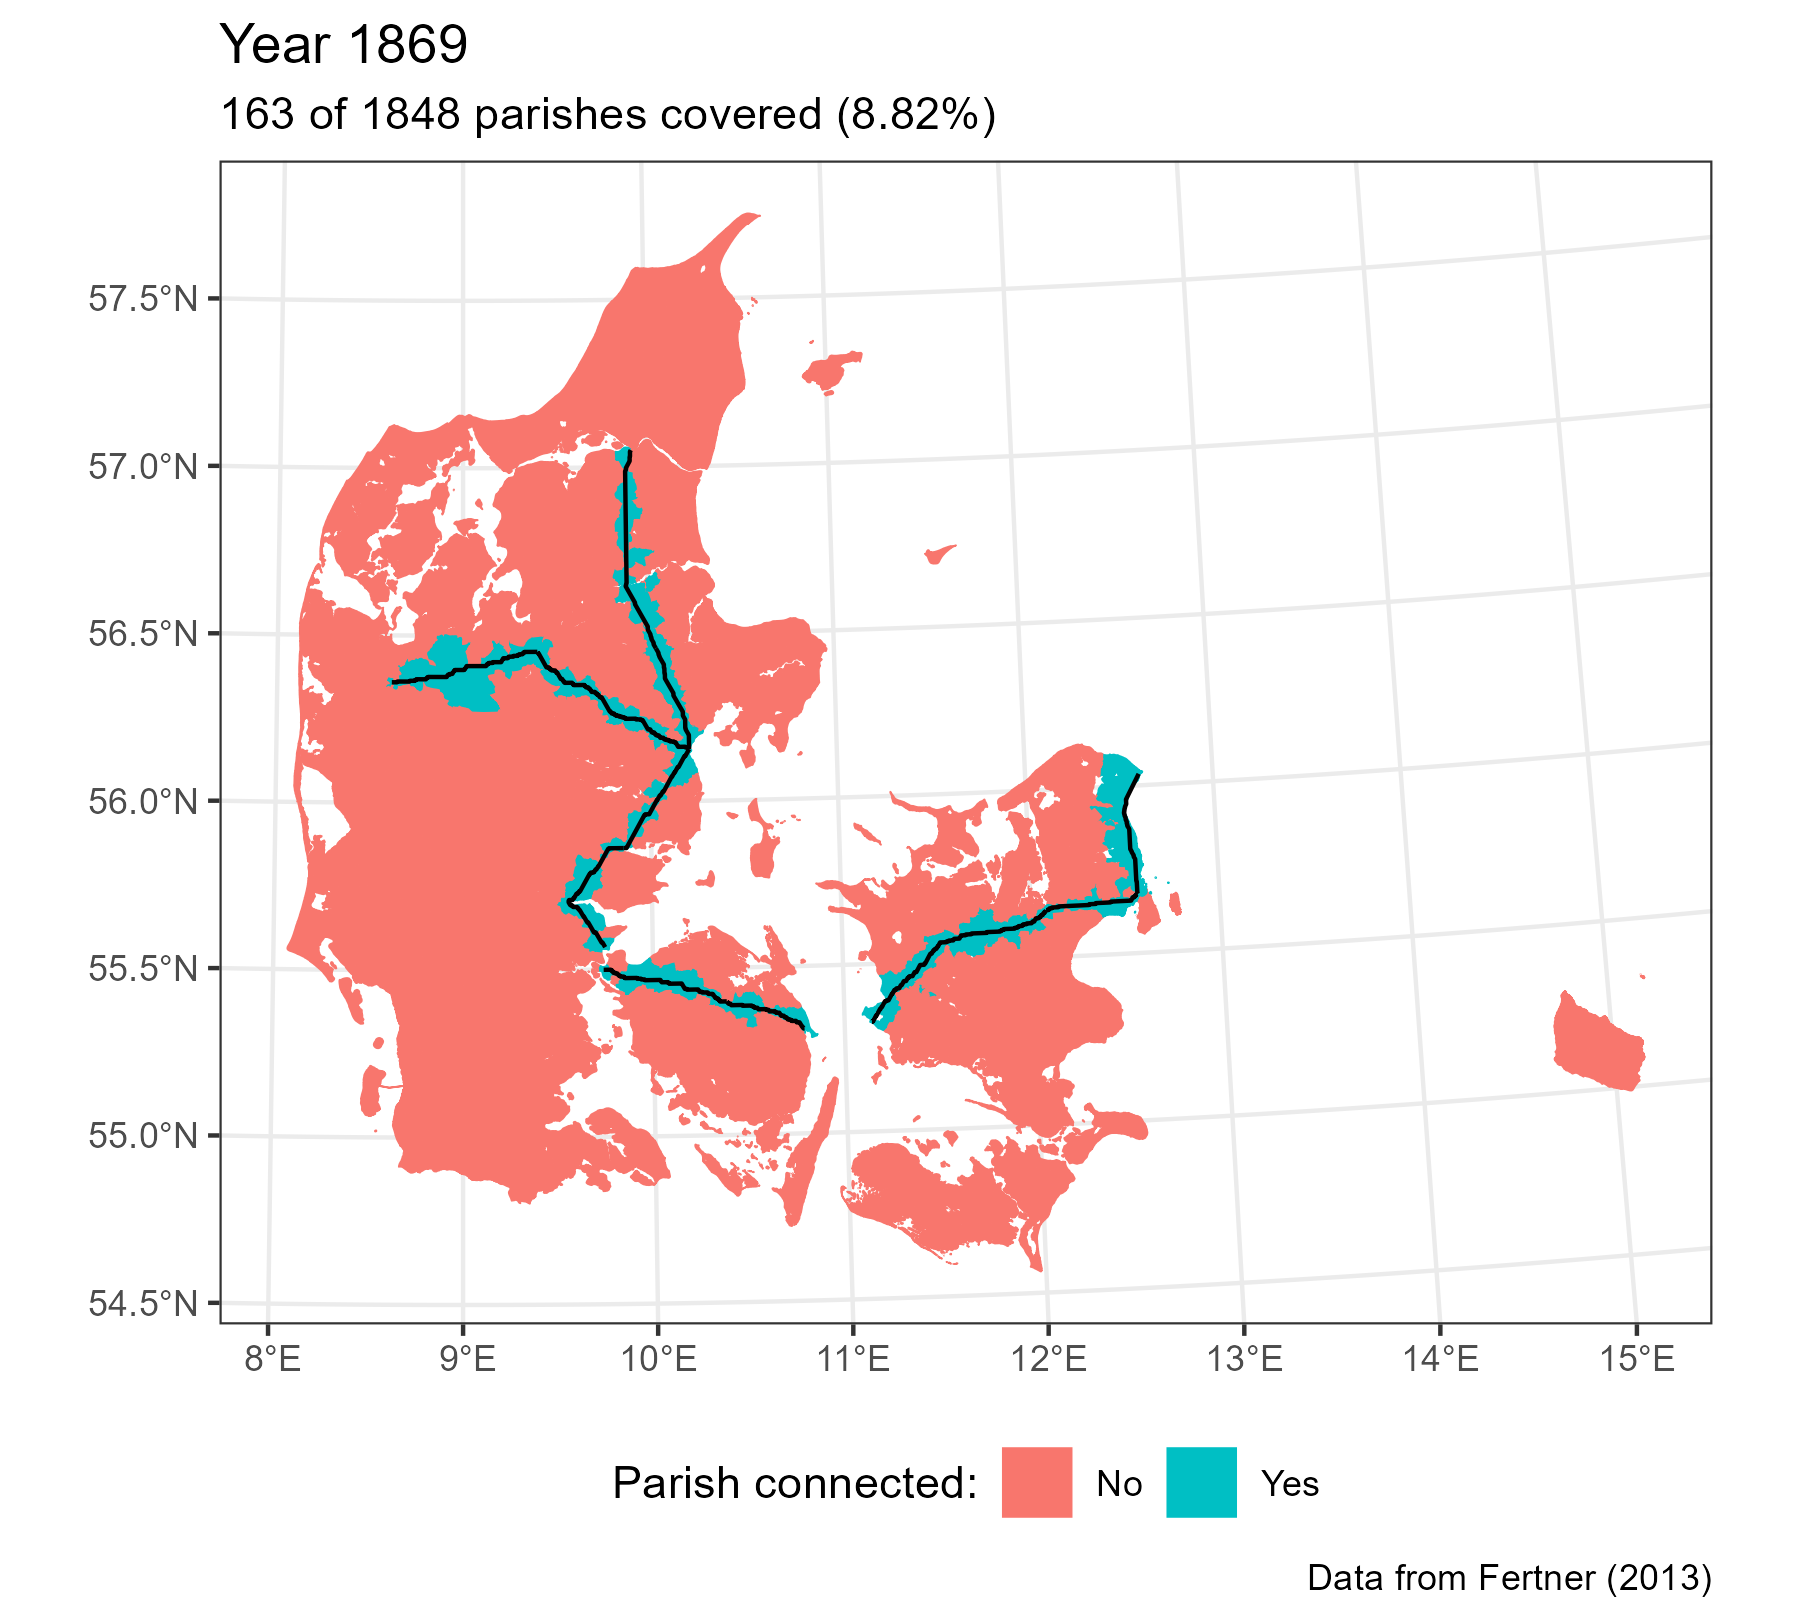 Year 1869
163 of 1848 parishes covered (8.82%)
57.5°N
57.0°N
56.5°N
56.0°N
55.5°N
55.0°N
54.5°N
8°E 9°E 10°E 11°E 12°E 13°E 14°E 15°E
Parish connected: No Yes
Data from Fertner (2013)